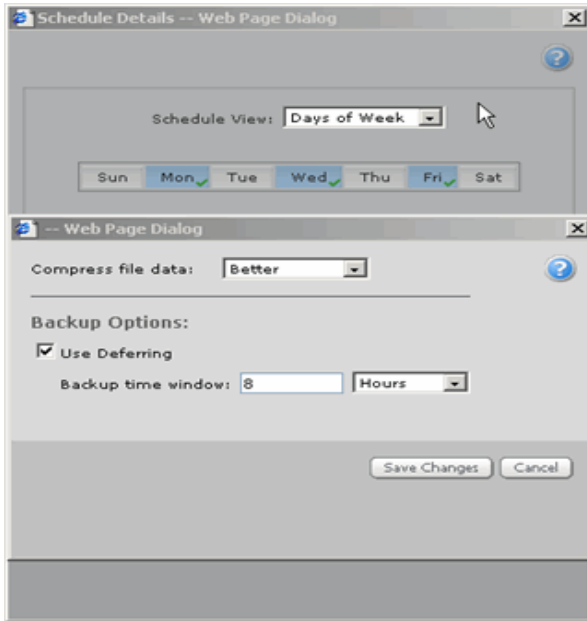 Schedule Details -- Web Page Dialog
Schedule View: Days of Week
Sun Mon Tue Wed Thu Fri Sat
-- Web Page Dialog
Compress file data: Better
Backup Options:
Use Deferring
Backup time window: 8 Hours
Save Changes Cancel